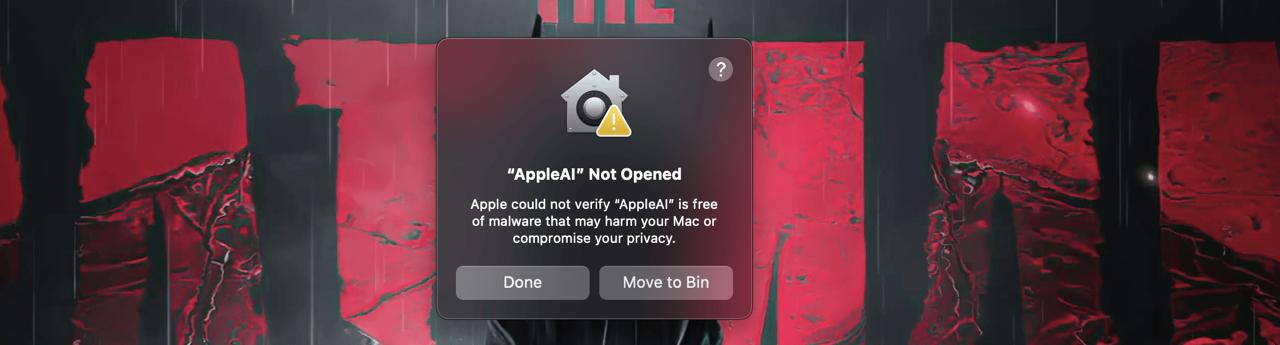 THE
?
“AppleAI” Not Opened
Apple could not verify “AppleAI” is free
of malware that may harm your Mac or
compromise your privacy.
Done Move to Bin